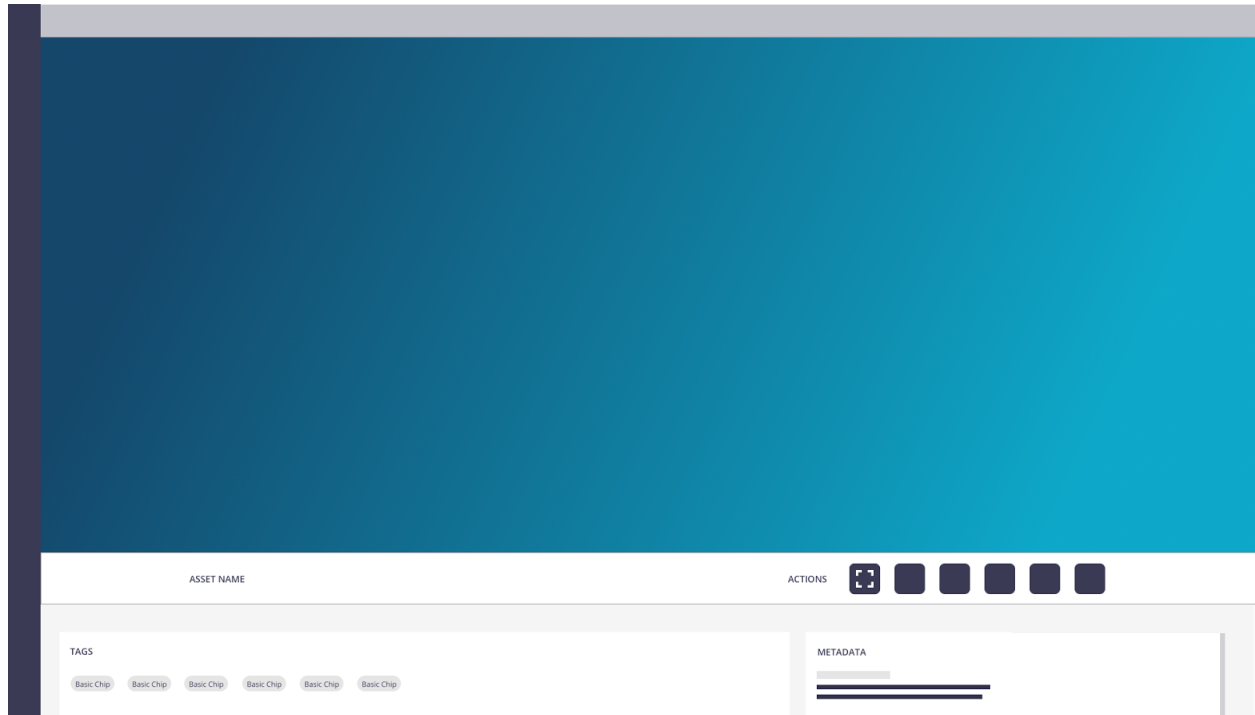 ASSET NAME
ACTIONS
TAGS
METADATA
Basic Chip Basic Chip Basic Chip Basic Chip Basic Chip Basic Chip